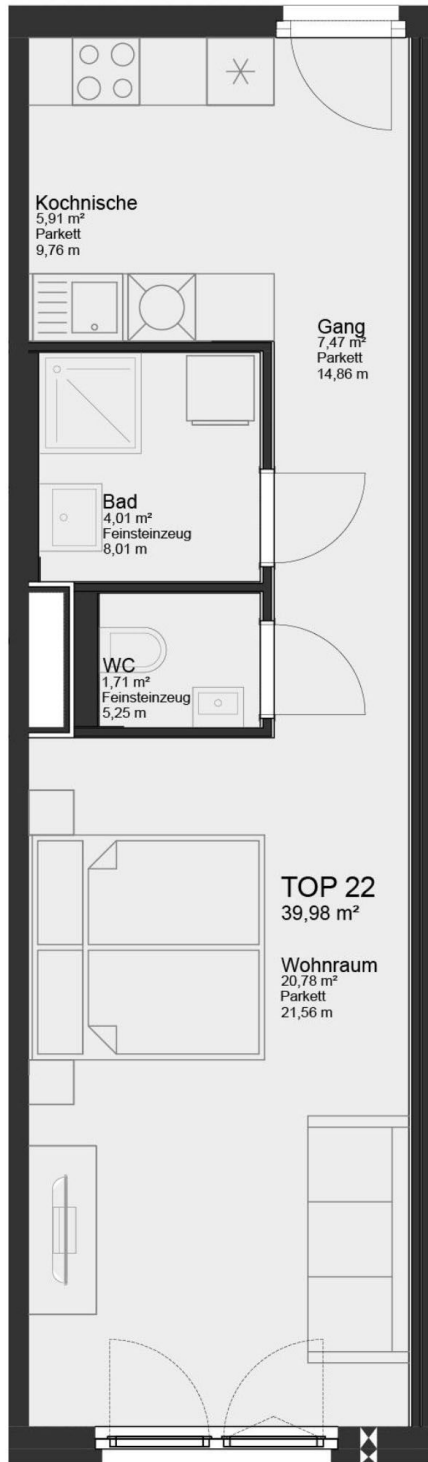 Kochnische
5,91 m²
Parkett
9,76 m
Gang
7,47 m²
Parkett
14,86 m
Bad
4,01 m²
Feinsteinzeug
8,01 m
WC
1,71 m²
Feinsteinzeug
5,25 m
TOP 22
39,98 m²
Wohnraum
20,78 m²
Parkett
21,56 m